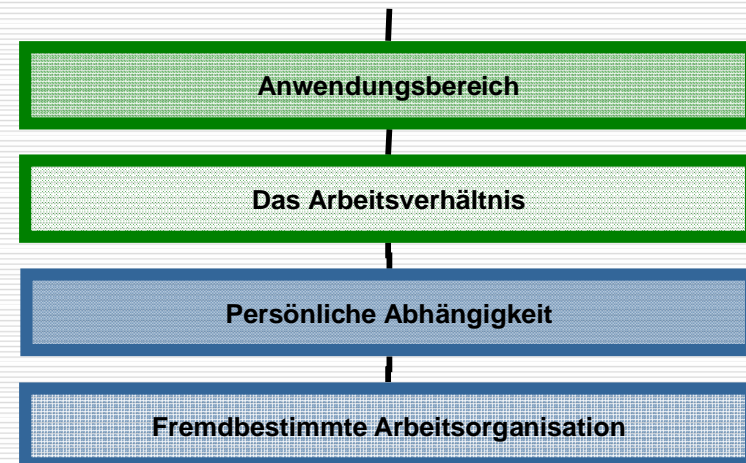 Anwendungsbereich
Das Arbeitsverhältnis
Persönliche Abhängigkeit
Fremdbestimmte Arbeitsorganisation